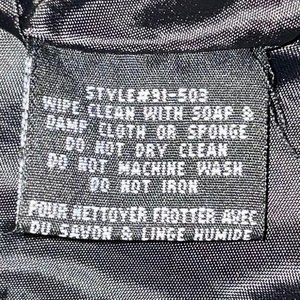 STYLE#91-503
WIPE CLEAN WITH SOAP &
DAMP CLOTH OR SPONGE
DO NOT DRY CLEAN
DO NOT MACHINE WASH
DO NOT IRON
POUR NETTOYER FROTTER AVEC
DU SAVON & LINGE HUMIDE